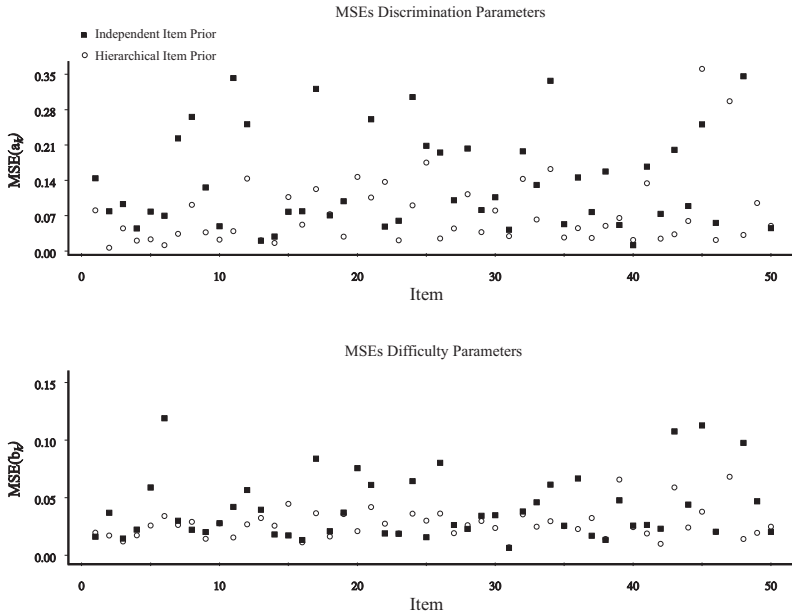 MSEs Discrimination Parameters
Independent Item Prior
Hierarchical Item Prior
MSE(ak)
0.35
0.28
0.21
0.14
0.07
0.00
0 10 20 30 40 50
Item
MSEs Difficulty Parameters
MSE(bk)
0.15
0.10
0.05
0.00
0 10 20 30 40 50
Item